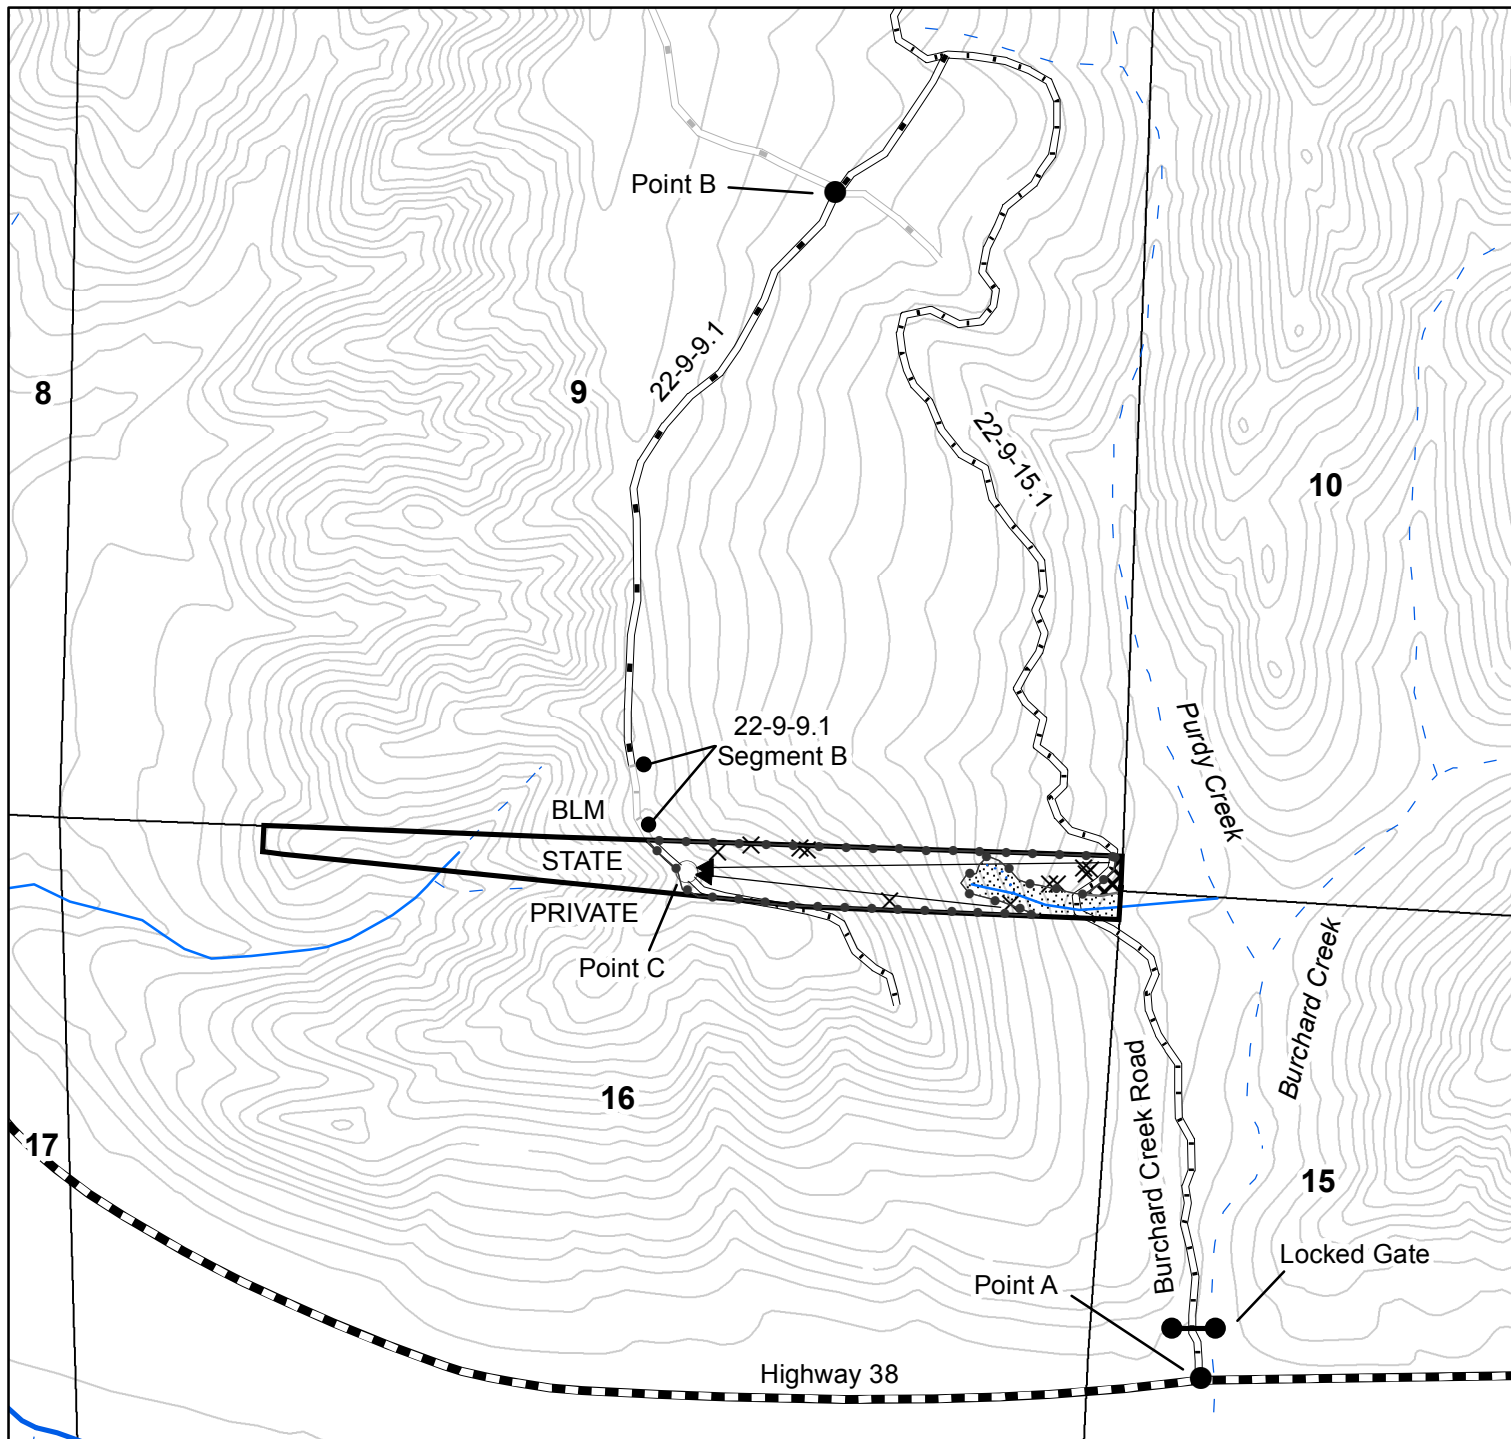 Point B
22-9-9.1
8
9
22-9-15.1
10
22-9-9.1
Segment B
Purdy Creek
BLM
STATE
PRIVATE
Point C
Burchard Creek
16
Burchard Creek Road
17
15
Locked Gate
Point A
Highway 38